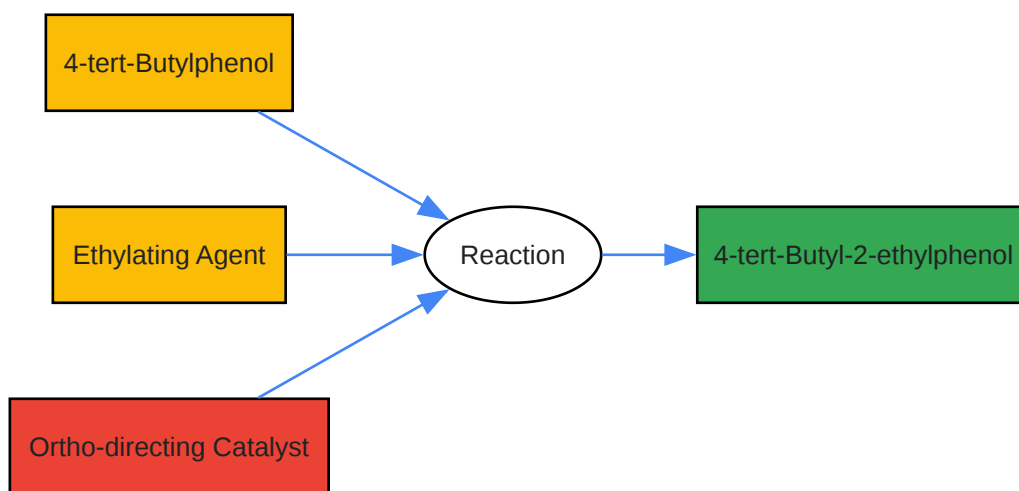 4-tert-Butylphenol
Ethylating Agent
Reaction
4-tert-Butyl-2-ethylphenol
Ortho-directing Catalyst